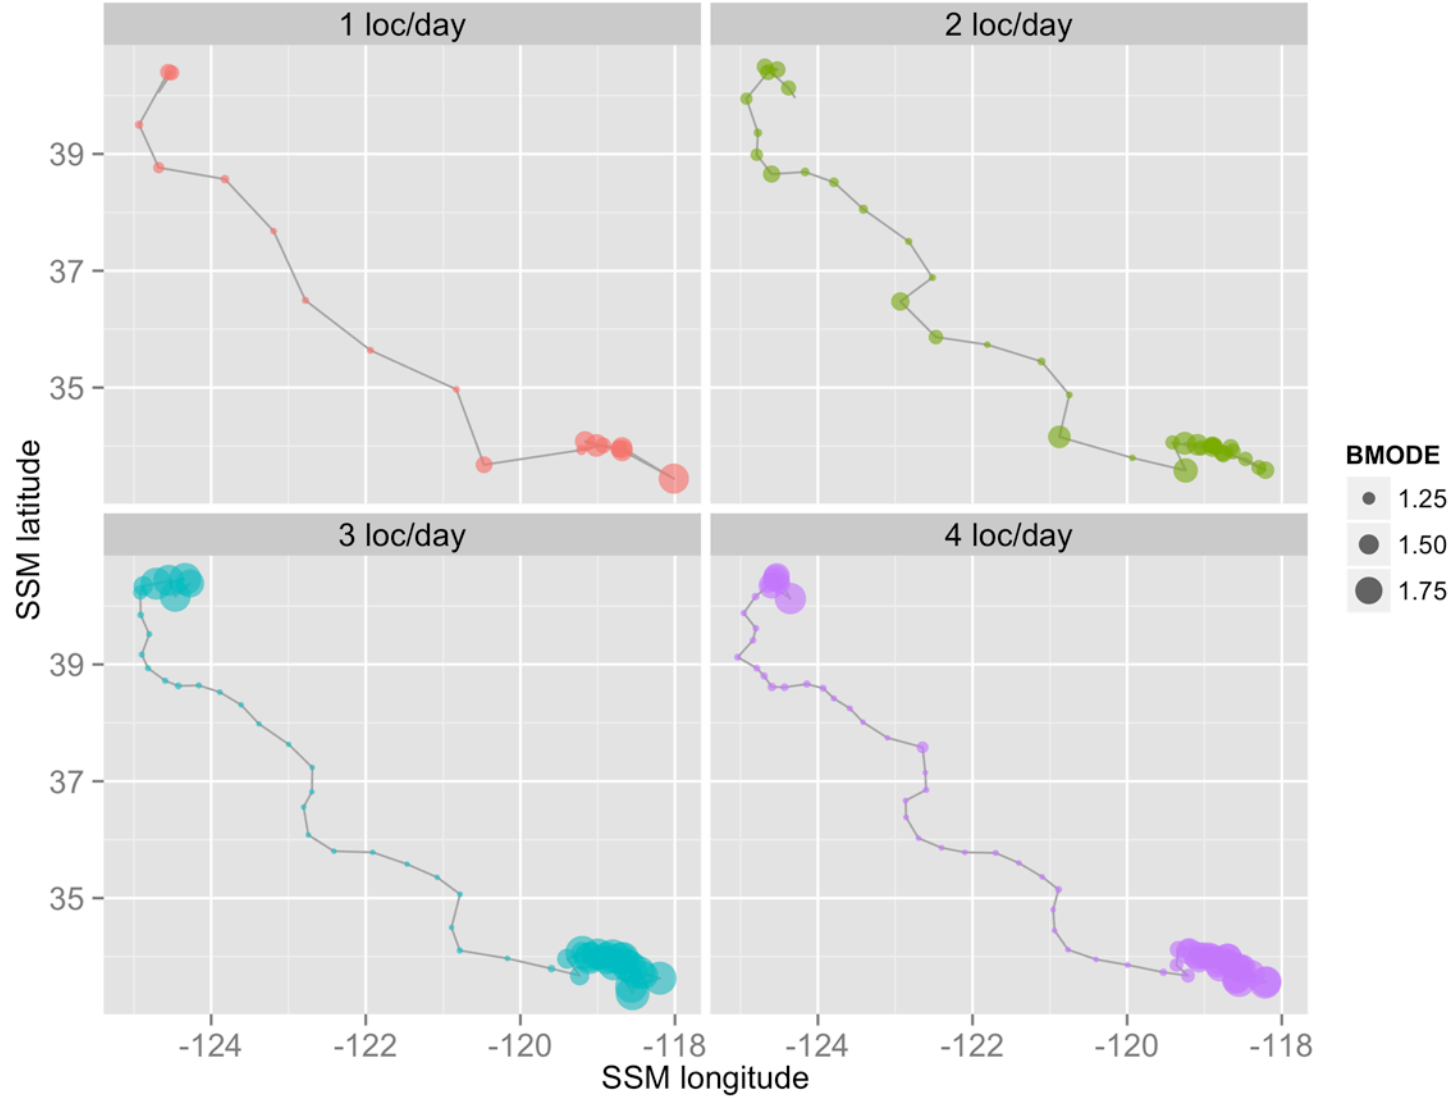 1 loc/day
2 loc/day
39
37
35
3 loc/day
4 loc/day
39
37
35
-124
-122
-120
-118
-124
-122
-120
-118
SSM longitude
SSM latitude
BMODE
1.25
1.50
1.75